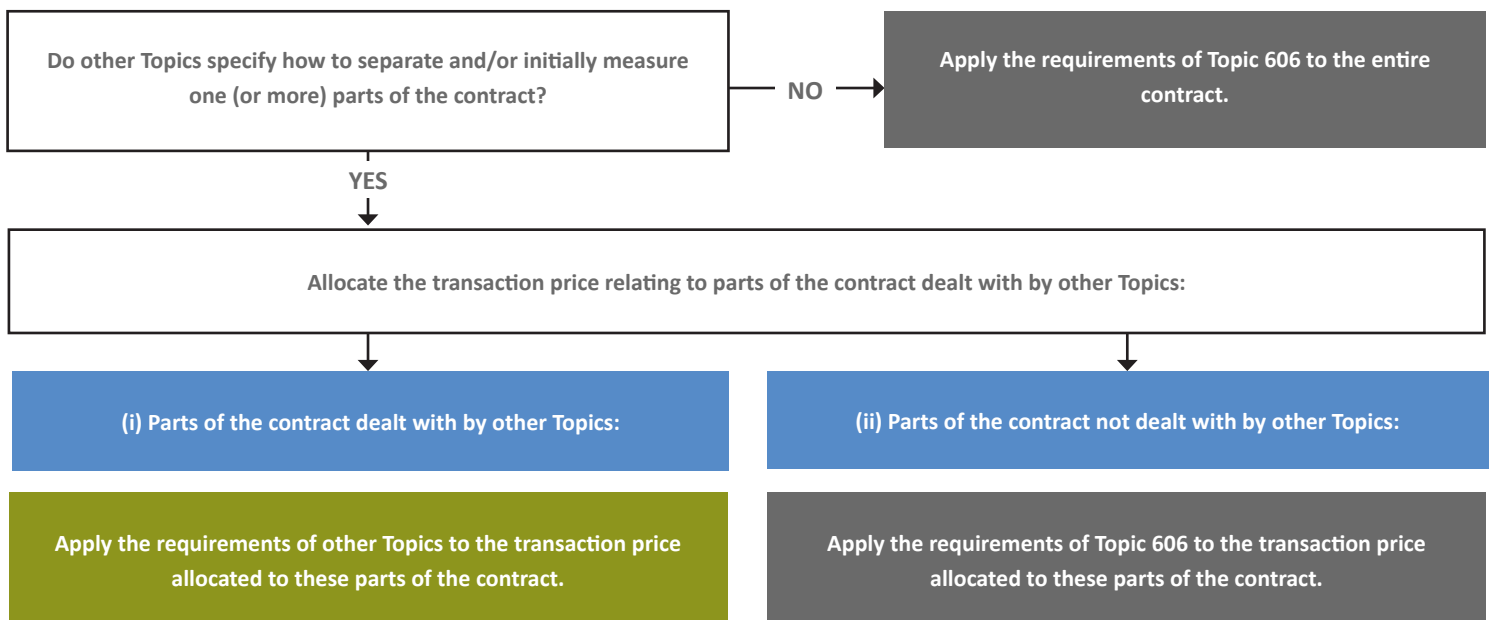 Do other Topics specify how to separate and/or initially measure
one (or more) parts of the contract?
NO
Apply the requirements of Topic 606 to the entire
contract.
YES
Allocate the transaction price relating to parts of the contract dealt with by other Topics:
(i) Parts of the contract dealt with by other Topics:
(ii) Parts of the contract not dealt with by other Topics:
Apply the requirements of other Topics to the transaction price
allocated to these parts of the contract.
Apply the requirements of Topic 606 to the transaction price
allocated to these parts of the contract.